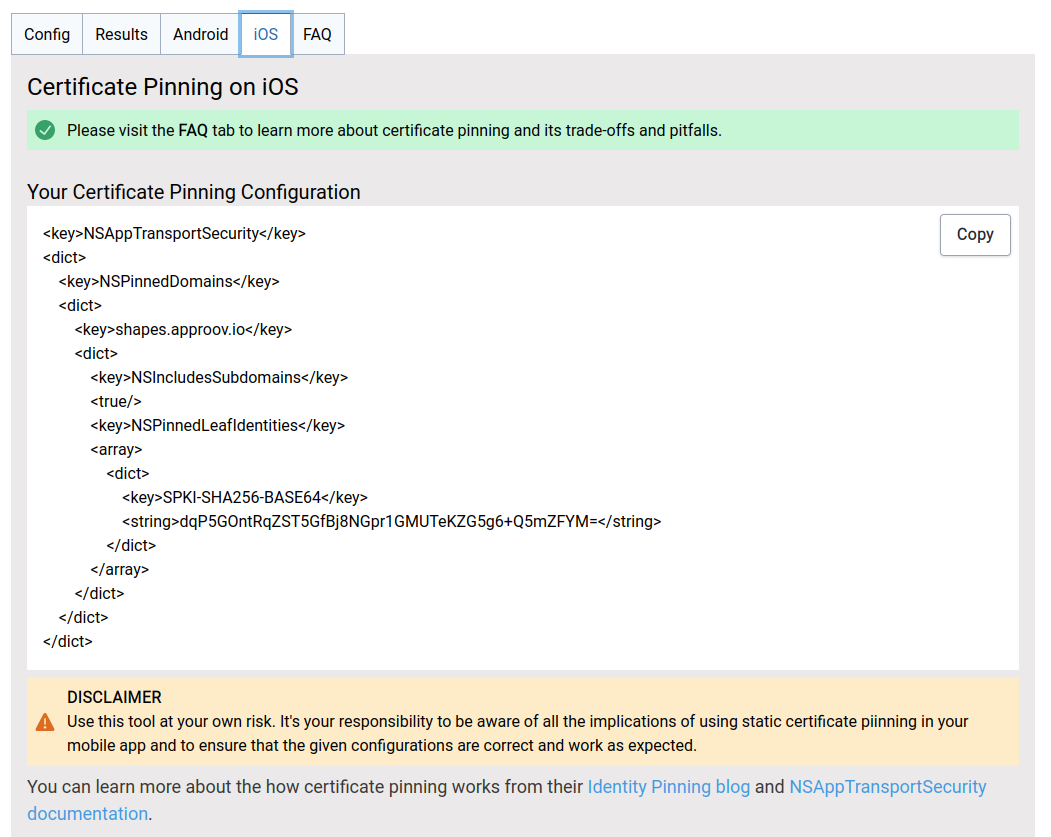 Config Results Android iOS FAQ
Certificate Pinning on iOS
Please visit the FAQ tab to learn more about certificate pinning and its trade-offs and pitfalls.
Your Certificate Pinning Configuration
Copy
<key>NSAppTransportSecurity</key>
<dict>
<key>NSPinnedDomains</key>
<dict>
<key>shapes.approov.io</key>
<dict>
<key>NSIncludesSubdomains</key>
<true/>
<key>NSPinnedLeafIdentities</key>
<array>
<dict>
<key>SPKI-SHA256-BASE64</key>
<string>dqP5GOntRqZST5GfBj8NGpr1GMUTeKZG5g6+Q5mZFYM=</string>
</dict>
</array>
</dict>
</dict>
</dict>
DISCLAIMER
Use this tool at your own risk. It's your responsibility to be aware of all the implications of using static certificate piinning in your
mobile app and to ensure that the given configurations are correct and work as expected.
You can learn more about the how certificate pinning works from their Identity Pinning blog and NSAppTransportSecurity
documentation.